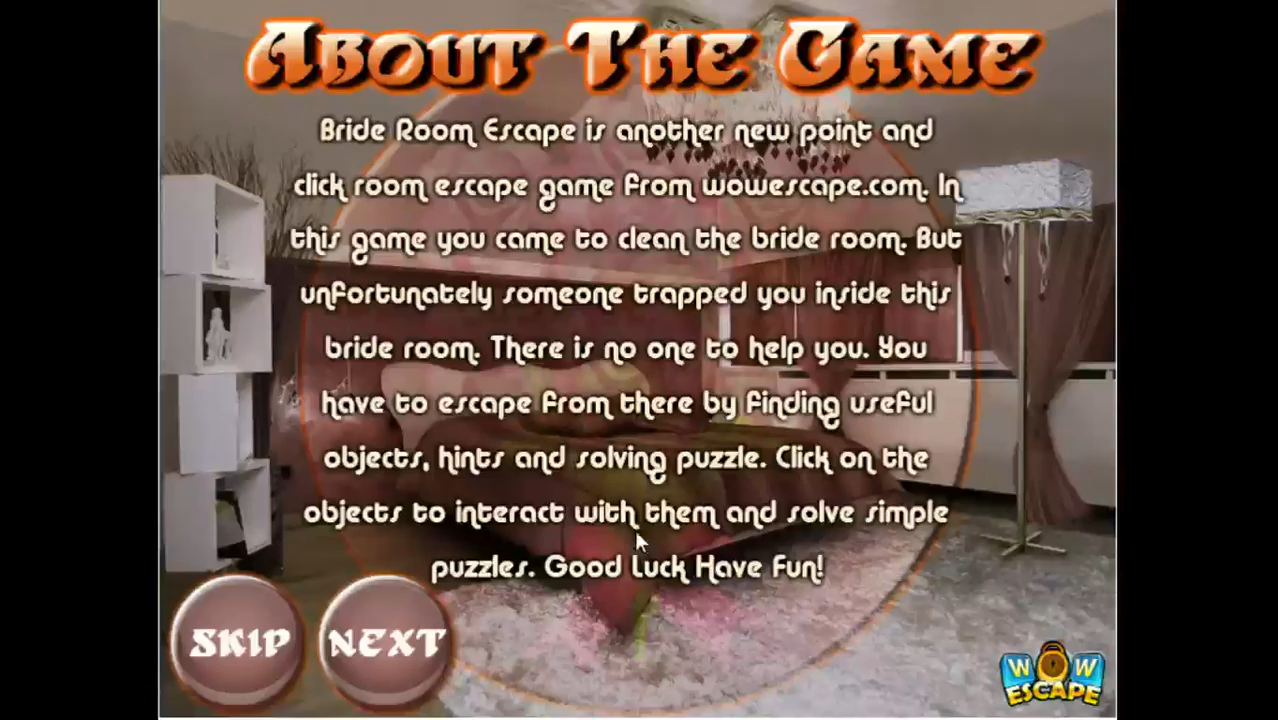 About The Game
Bride Room Escape is another new point and
click room escape game from wowescape.com. In
this game you came to clean the bride room. But
unfortunately someone trapped you inside this
bride room. There is no one to help you. You
have to escape from there by finding useful
objects, hints and solving puzzle. Click on the
objects to interact with them and solve simple
puzzles. Good Luck Have Fun!
SKIP
NEXT
WOW
ESCAPE